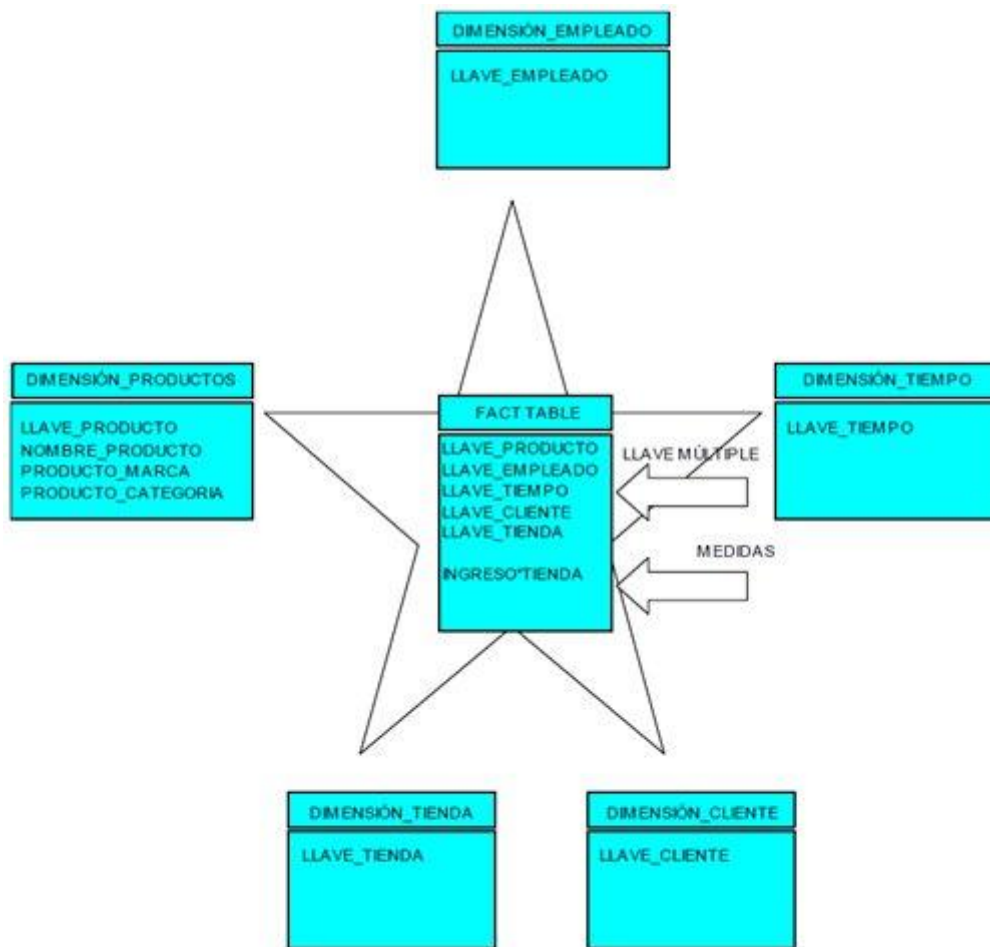 DIMENSIÓN_EMPLEADO
LLAVE_EMPLEADO
DIMENSIÓN_PRODUCTOS
LLAVE_PRODUCTO
NOMBRE_PRODUCTO
PRODUCTO_MARCA
PRODUCTO_CATEGORIA
FACT TABLE
LLAVE_PRODUCTO
LLAVE_EMPLEADO
LLAVE_TIEMPO
LLAVE_CLIENTE
LLAVE_TIENDA
INGRESO*TIENDA
LLAVE MÚLTIPLE
MEDIDAS
DIMENSIÓN_TIEMPO
LLAVE_TIEMPO
DIMENSIÓN_TIENDA
LLAVE_TIENDA
DIMENSIÓN_CLIENTE
LLAVE_CLIENTE